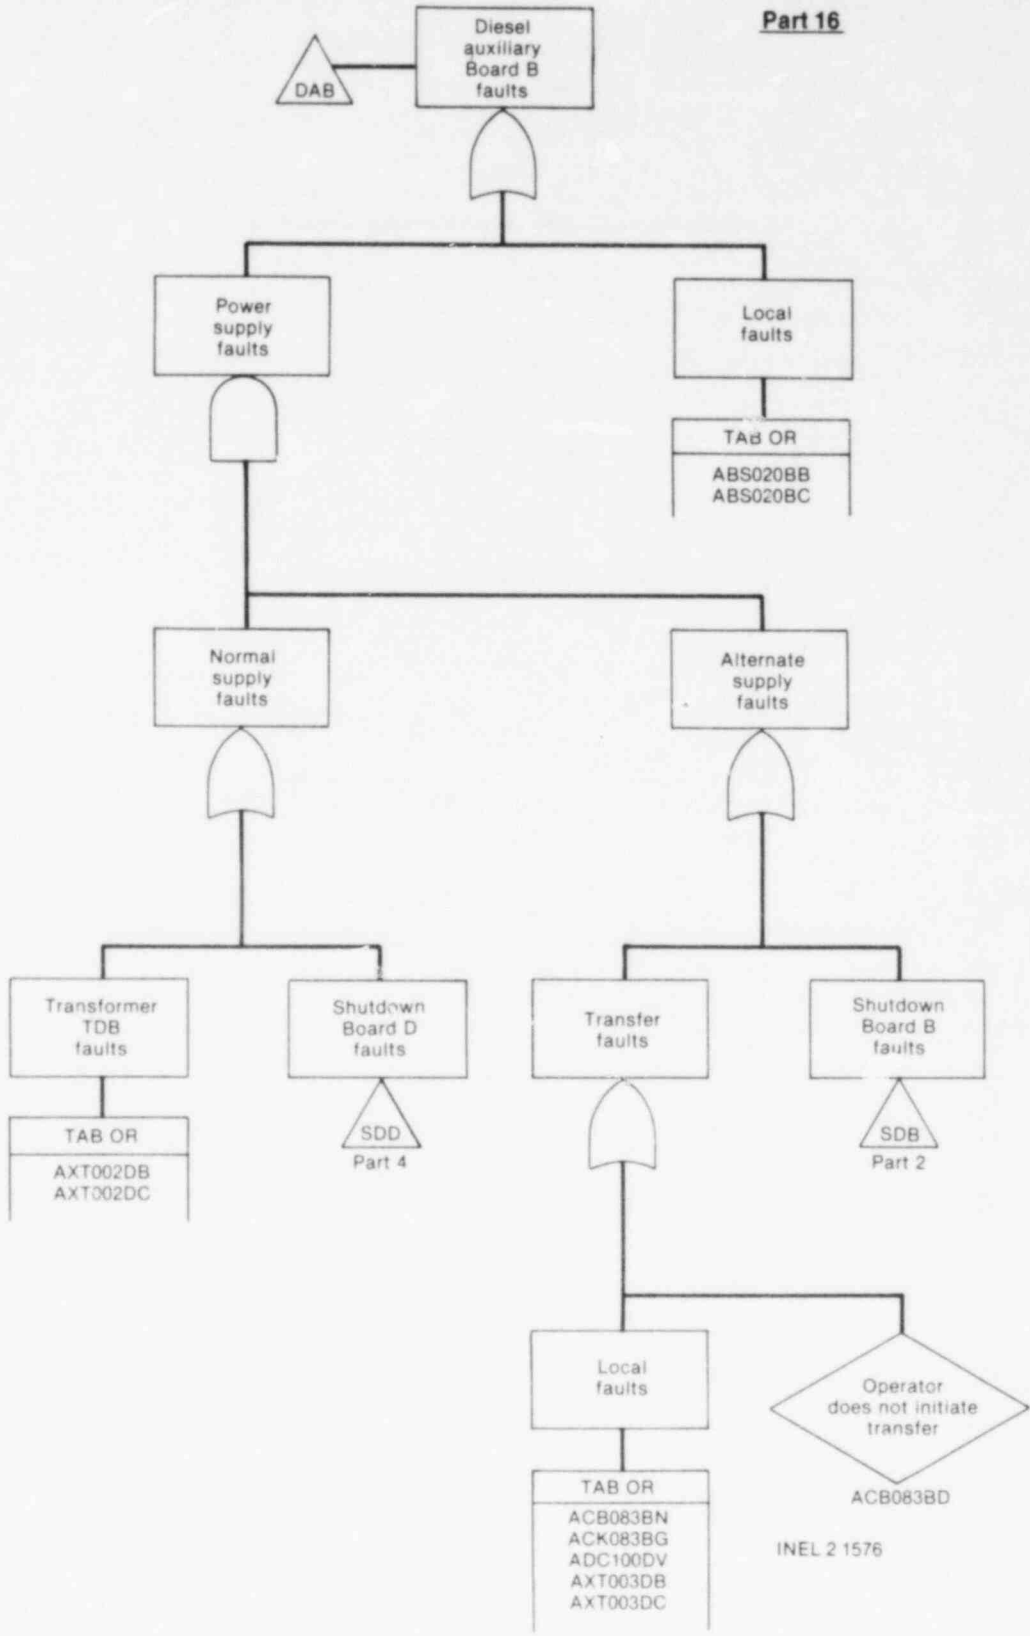 Part 16
Diesel
auxiliary
Board B
faults
DAB
Power
supply
faults
Local
faults
TAB OR
ABS020BB
ABS020BC
Normal
supply
faults
Alternate
supply
faults
Transformer
TDB
faults
Shutdown
Board D
faults
Transfer
faults
Shutdown
Board B
faults
TAB OR
AXT002DB
AXT002DC
SDD
Part 4
SDB
Part 2
Local
faults
Operator
does not initiate
transfer
ACB083BD
TAB OR
ACB083BN
ACK083BG
ADC100DV
AXT003DB
AXT003DC
INEL 2 1576